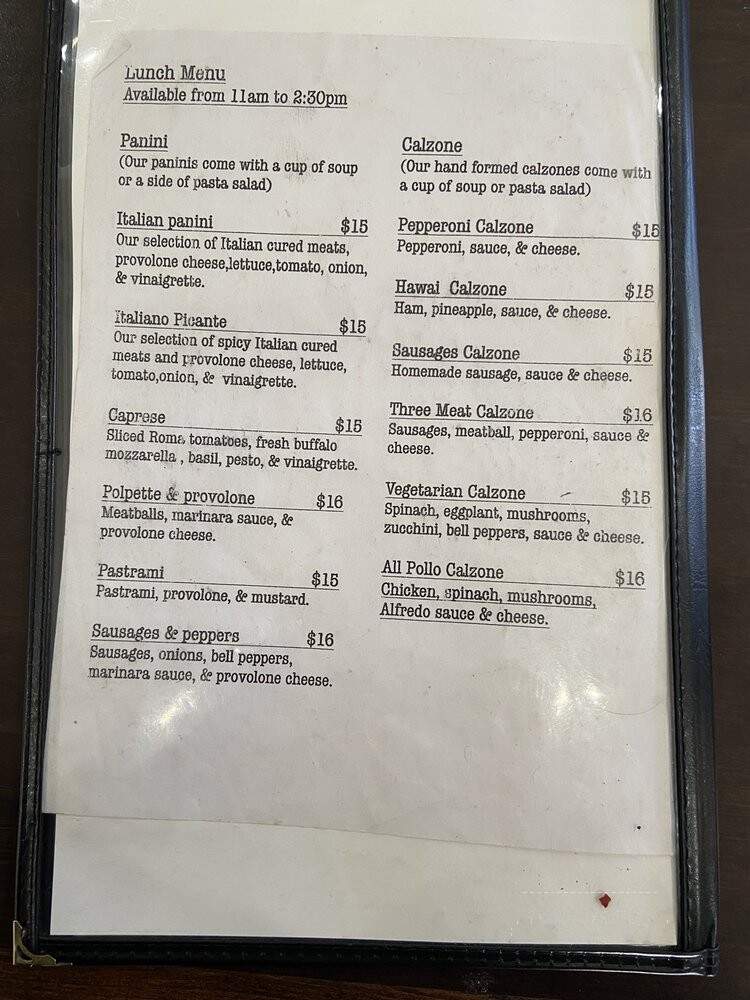 Lunch Menu
Available from 11am to 2:30pm
Panini
(Our paninis come with a cup of soup
or a side of pasta salad)
Italian panini $15
Our selection of Italian cured meats,
provolone cheese,lettuce,tomato, onion,
& vinaigrette.
Italiano Picante $15
Our selection of spicy Italian cured
meats and provolone cheese, lettuce,
tomato,onion, & vinaigrette.
Caprese $15
Sliced Roma tomatoes, fresh buffalo
mozzarella , basil, pesto, & vinaigrette.
Polpette & provolone $16
Meatballs, marinara sauce, &
provolone cheese.
Pastrami $15
Pastrami, provolone, & mustard.
Sausages & peppers $16
Sausages, onions, bell peppers,
marinara sauce, & provolone cheese.
Calzone
(Our hand formed calzones come with
a cup of soup or pasta salad)
Pepperoni Calzone $15
Pepperoni, sauce, & cheese.
Hawai Calzone $15
Ham, pineapple, sauce, & cheese.
Sausages Calzone $15
Homemade sausage, sauce & cheese.
Three Meat Calzone $16
Sausages, meatball, pepperoni, sauce &
cheese.
Vegetarian Calzone $15
Spinach, eggplant, mushrooms,
zucchini, bell peppers, sauce & cheese.
All Pollo Calzone $16
Chicken, spinach, mushrooms,
Alfredo sauce & cheese.